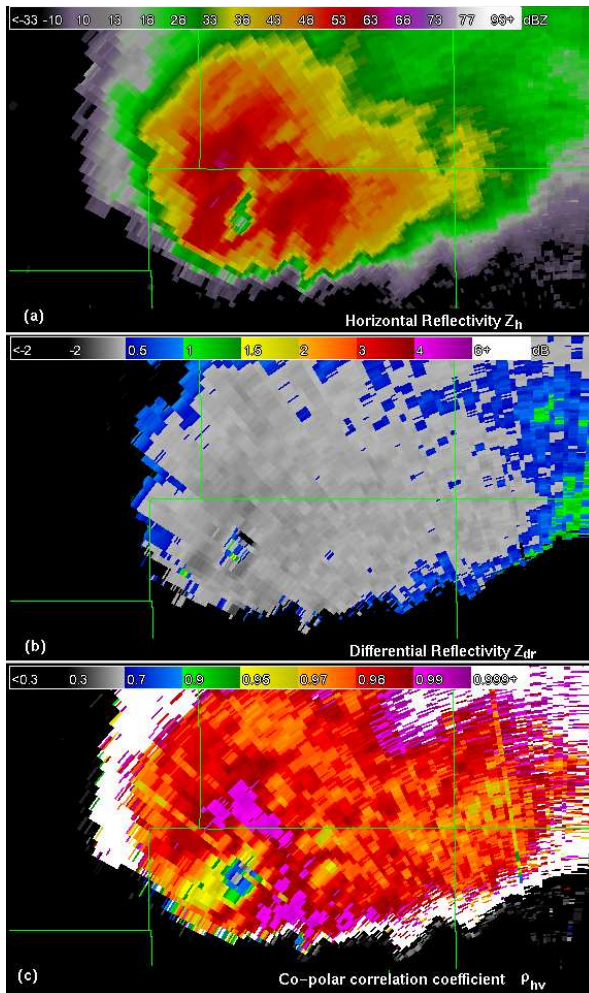 <-33 -10 10 13 18 28 33 38 43 48 53 63 68 73 77 93+ dBZ
(a) Horizontal Reflectivity Zh
<-2 -2 0.5 1 1.5 2 3 4 6+ dB
(b) Differential Reflectivity Zdr
<0.3 0.3 0.7 0.9 0.95 0.97 0.98 0.99 0.999+
(c) Co-polar correlation coefficient ρhv